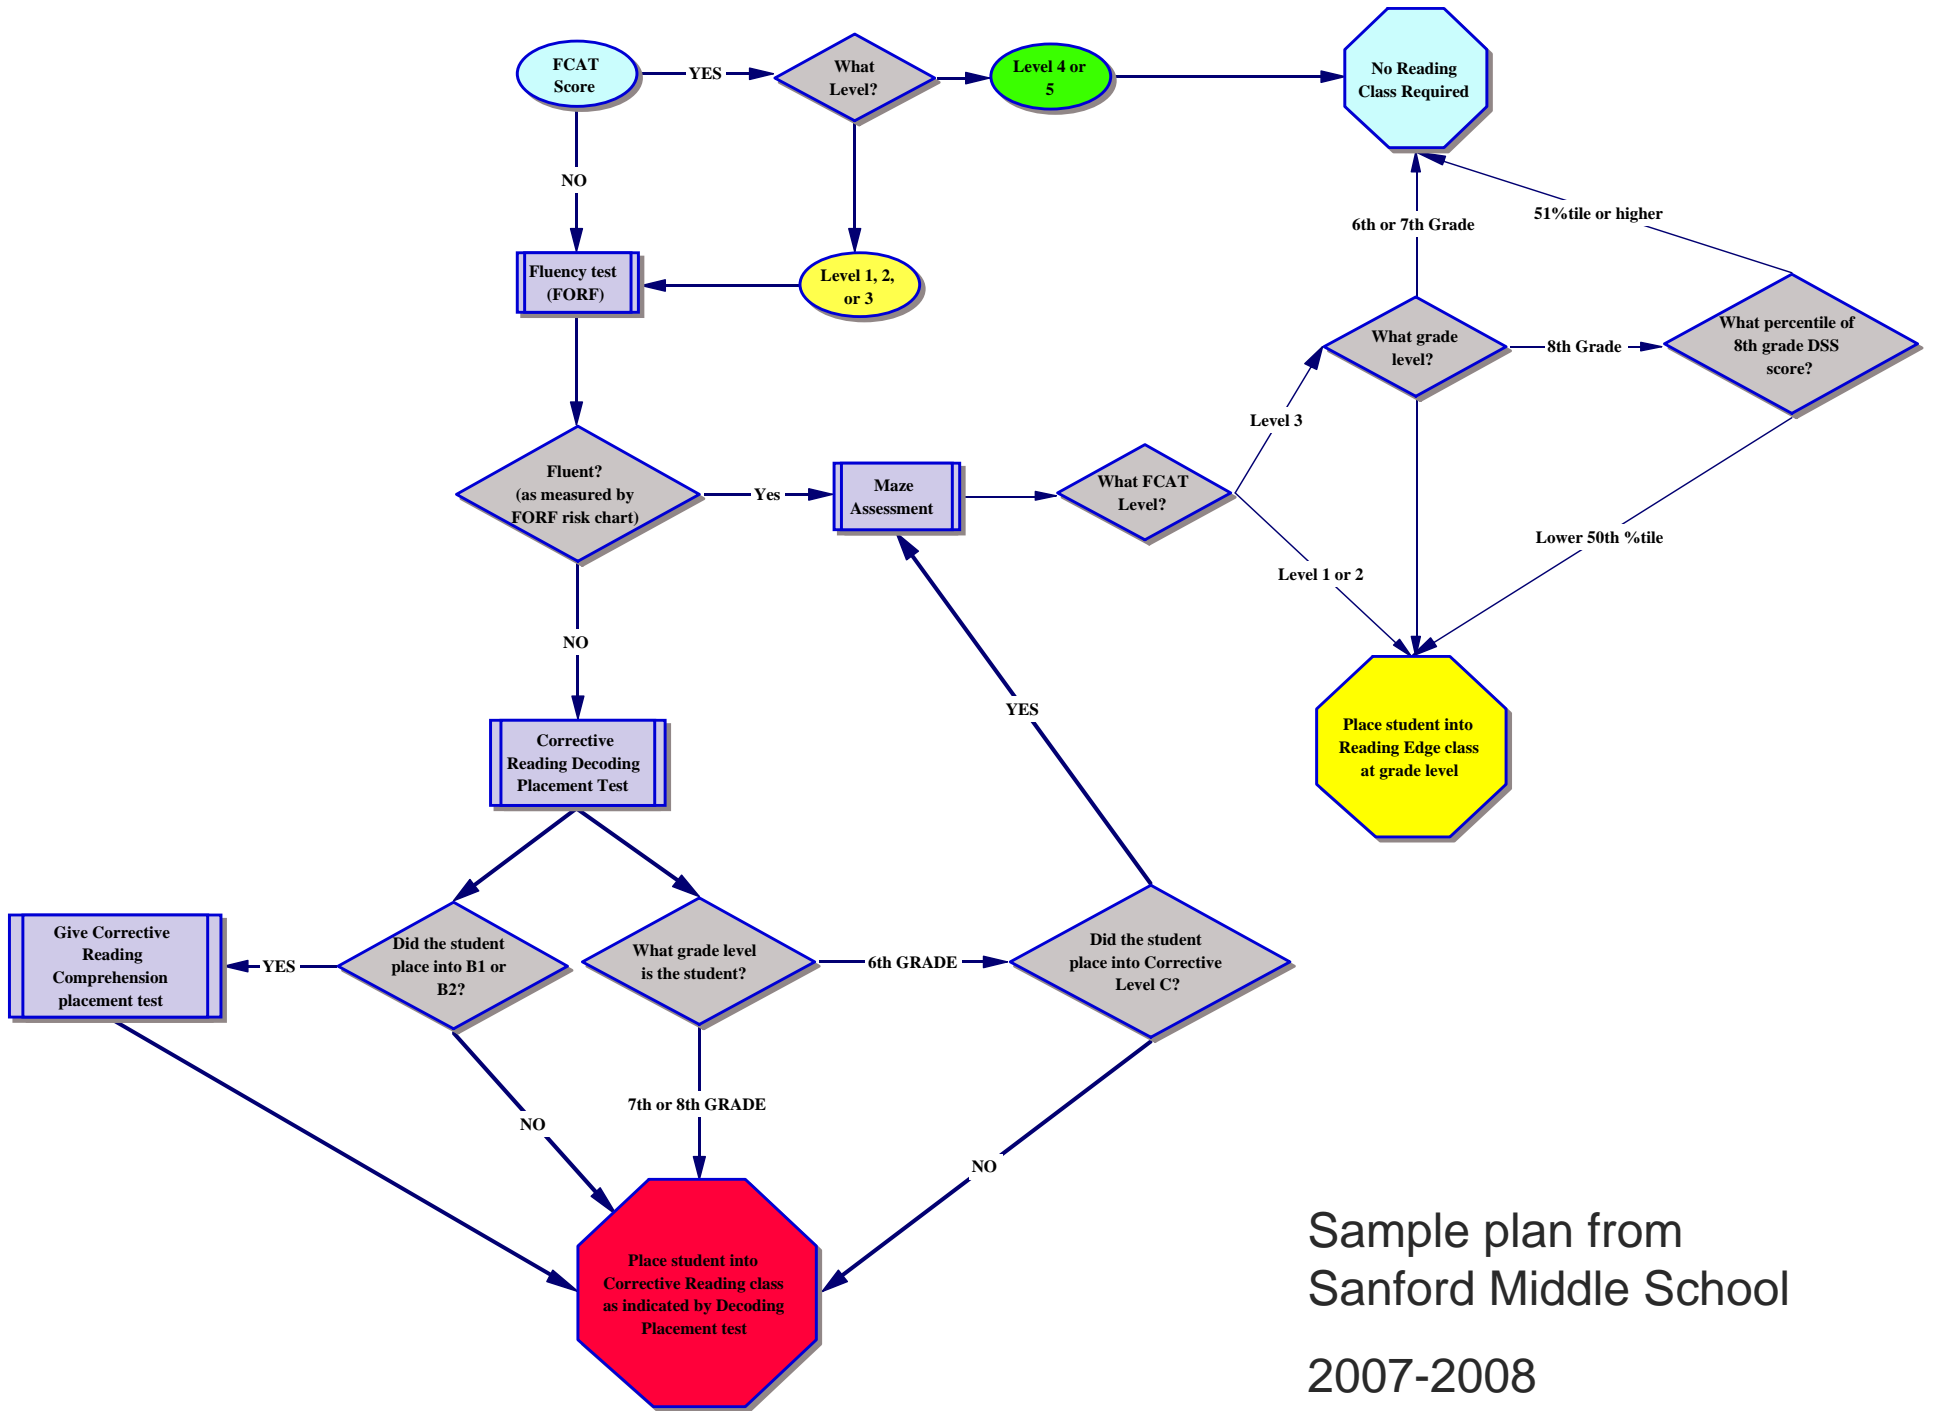 FCAT
Score
YES
What
Level?
Level 4 or
5
No Reading
Class Required
NO
6th or 7th Grade
51%tile or higher
Fluency test
(FORF)
Level 1, 2,
or 3
What grade
level?
8th Grade
What percentile of
8th grade DSS
score?
Level 3
Fluent?
(as measured by
FORF risk chart)
Yes
Maze
Assessment
What FCAT
Level?
Lower 50th %tile
Level 1 or 2
NO
YES
Corrective
Reading Decoding
Placement Test
Place student into
Reading Edge class
at grade level
Give Corrective
Reading
Comprehension
placement test
YES
Did the student
place into B1 or
B2?
What grade level
is the student?
6th GRADE
Did the student
place into Corrective
Level C?
NO
7th or 8th GRADE
NO
Place student into
Corrective Reading class
as indicated by Decoding
Placement test
Sample plan from
Sanford Middle School
2007-2008